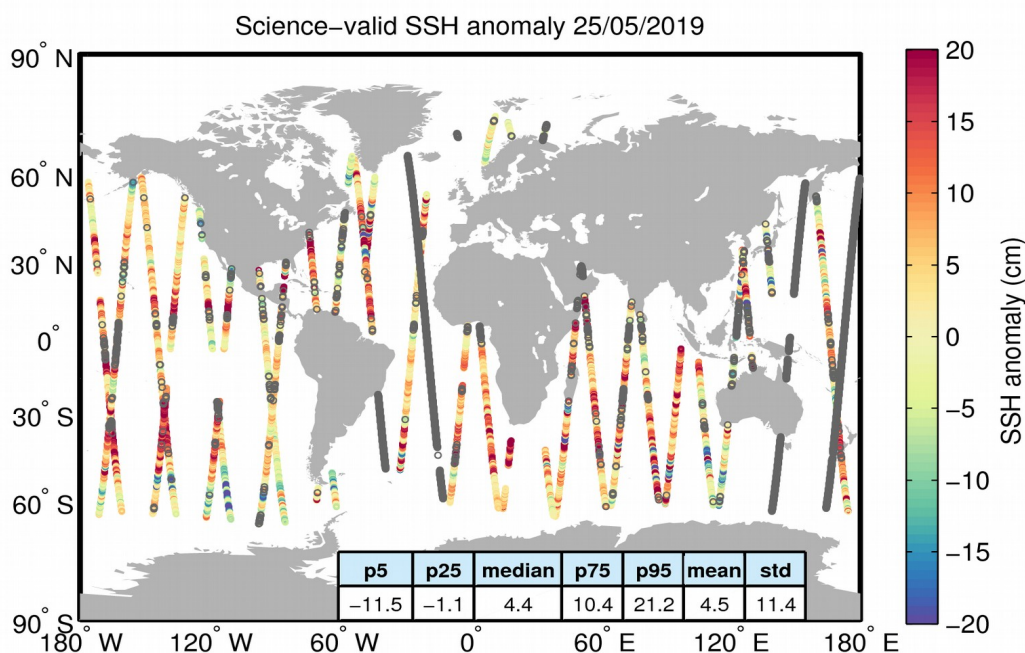 Science−valid SSH anomaly 25/05/2019
90° N
60° N
30° N
0°
30° S
60° S
90° S
180° W
120° W
60° W
0°
60° E
120° E
180° E
20
15
10
5
0
−5
−10
−15
−20
SSH anomaly (cm)
p5 p25 median p75 p95 mean std
−11.5 −1.1 4.4 10.4 21.2 4.5 11.4